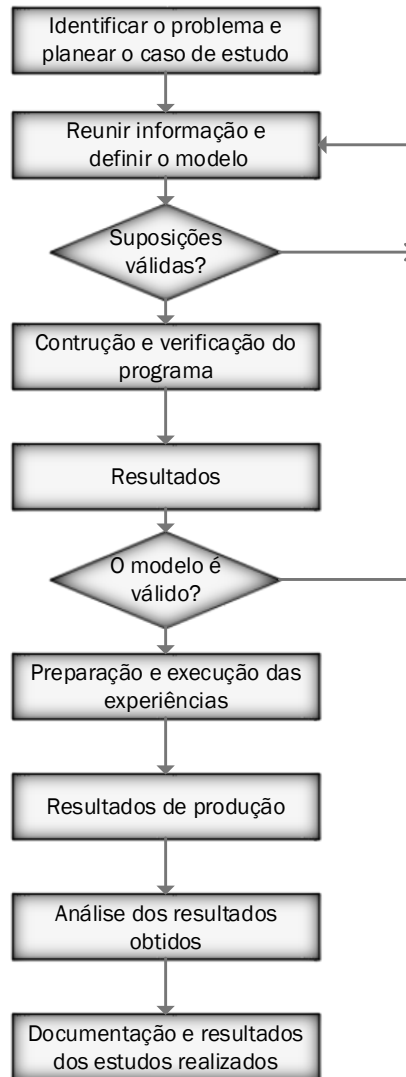 Identificar o problema e
planear o caso de estudo
Reunir informação e
definir o modelo
Suposições
válidas?
Contrução e verificação do
programa
Resultados
O modelo é
válido?
Preparação e execução das
experiências
Resultados de produção
Análise dos resultados
obtidos
Documentação e resultados
dos estudos realizados